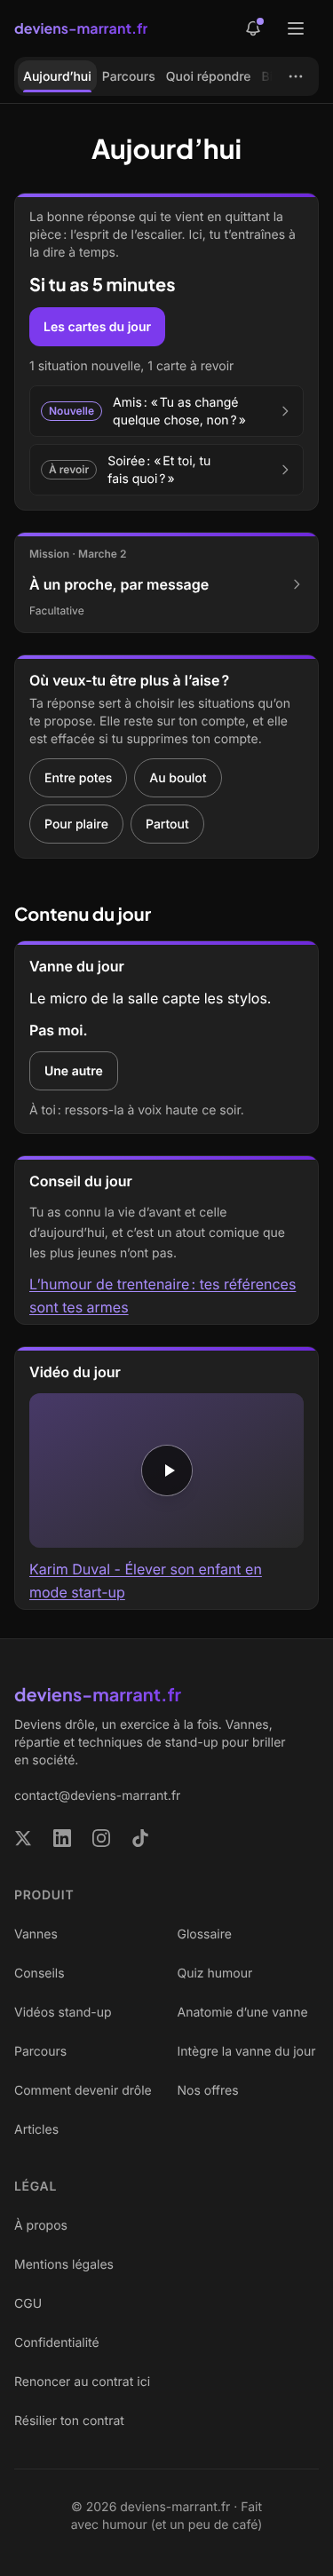 deviens-marrant.fr
Aujourd’hui Parcours Quoi répondre
Aujourd’hui
La bonne réponse qui te vient en quittant la
pièce : l’esprit de l’escalier. Ici, tu t’entraînes à
la dire à temps.
Si tu as 5 minutes
Les cartes du jour
1 situation nouvelle, 1 carte à revoir
Nouvelle
Amis : « Tu as changé
quelque chose, non ? »
À revoir
Soirée : « Et toi, tu
fais quoi ? »
Mission · Marche 2
À un proche, par message
Facultative
Où veux-tu être plus à l’aise ?
Ta réponse sert à choisir les situations qu’on
te propose. Elle reste sur ton compte, et elle
est effacée si tu supprimes ton compte.
Entre potes Au boulot
Pour plaire Partout
Contenu du jour
Vanne du jour
Le micro de la salle capte les stylos.
Pas moi.
Une autre
À toi : ressors-la à voix haute ce soir.
Conseil du jour
Tu as connu la vie d’avant et celle
d’aujourd’hui, et c’est un atout comique que
les plus jeunes n’ont pas.
L’humour de trentenaire : tes références
sont tes armes
Vidéo du jour
Karim Duval - Élever son enfant en
mode start-up
deviens-marrant.fr
Deviens drôle, un exercice à la fois. Vannes,
répartie et techniques de stand-up pour briller
en société.
contact@deviens-marrant.fr
PRODUIT
Vannes
Glossaire
Conseils
Quiz humour
Vidéos stand-up
Anatomie d’une vanne
Parcours
Intègre la vanne du jour
Comment devenir drôle
Nos offres
Articles
LÉGAL
À propos
Mentions légales
CGU
Confidentialité
Renoncer au contrat ici
Résilier ton contrat
© 2026 deviens-marrant.fr · Fait
avec humour (et un peu de café)